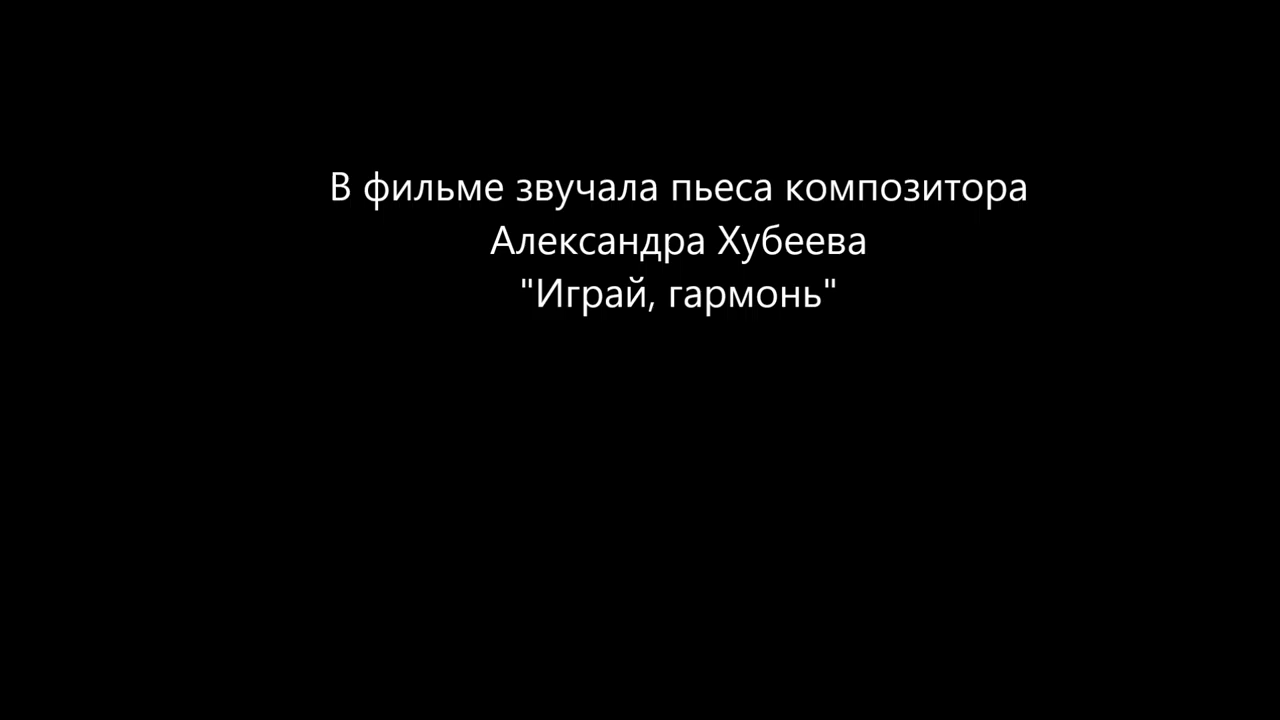 В фильме звучала пьеса композитора
Александра Хубеева
"Играй, гармонь"